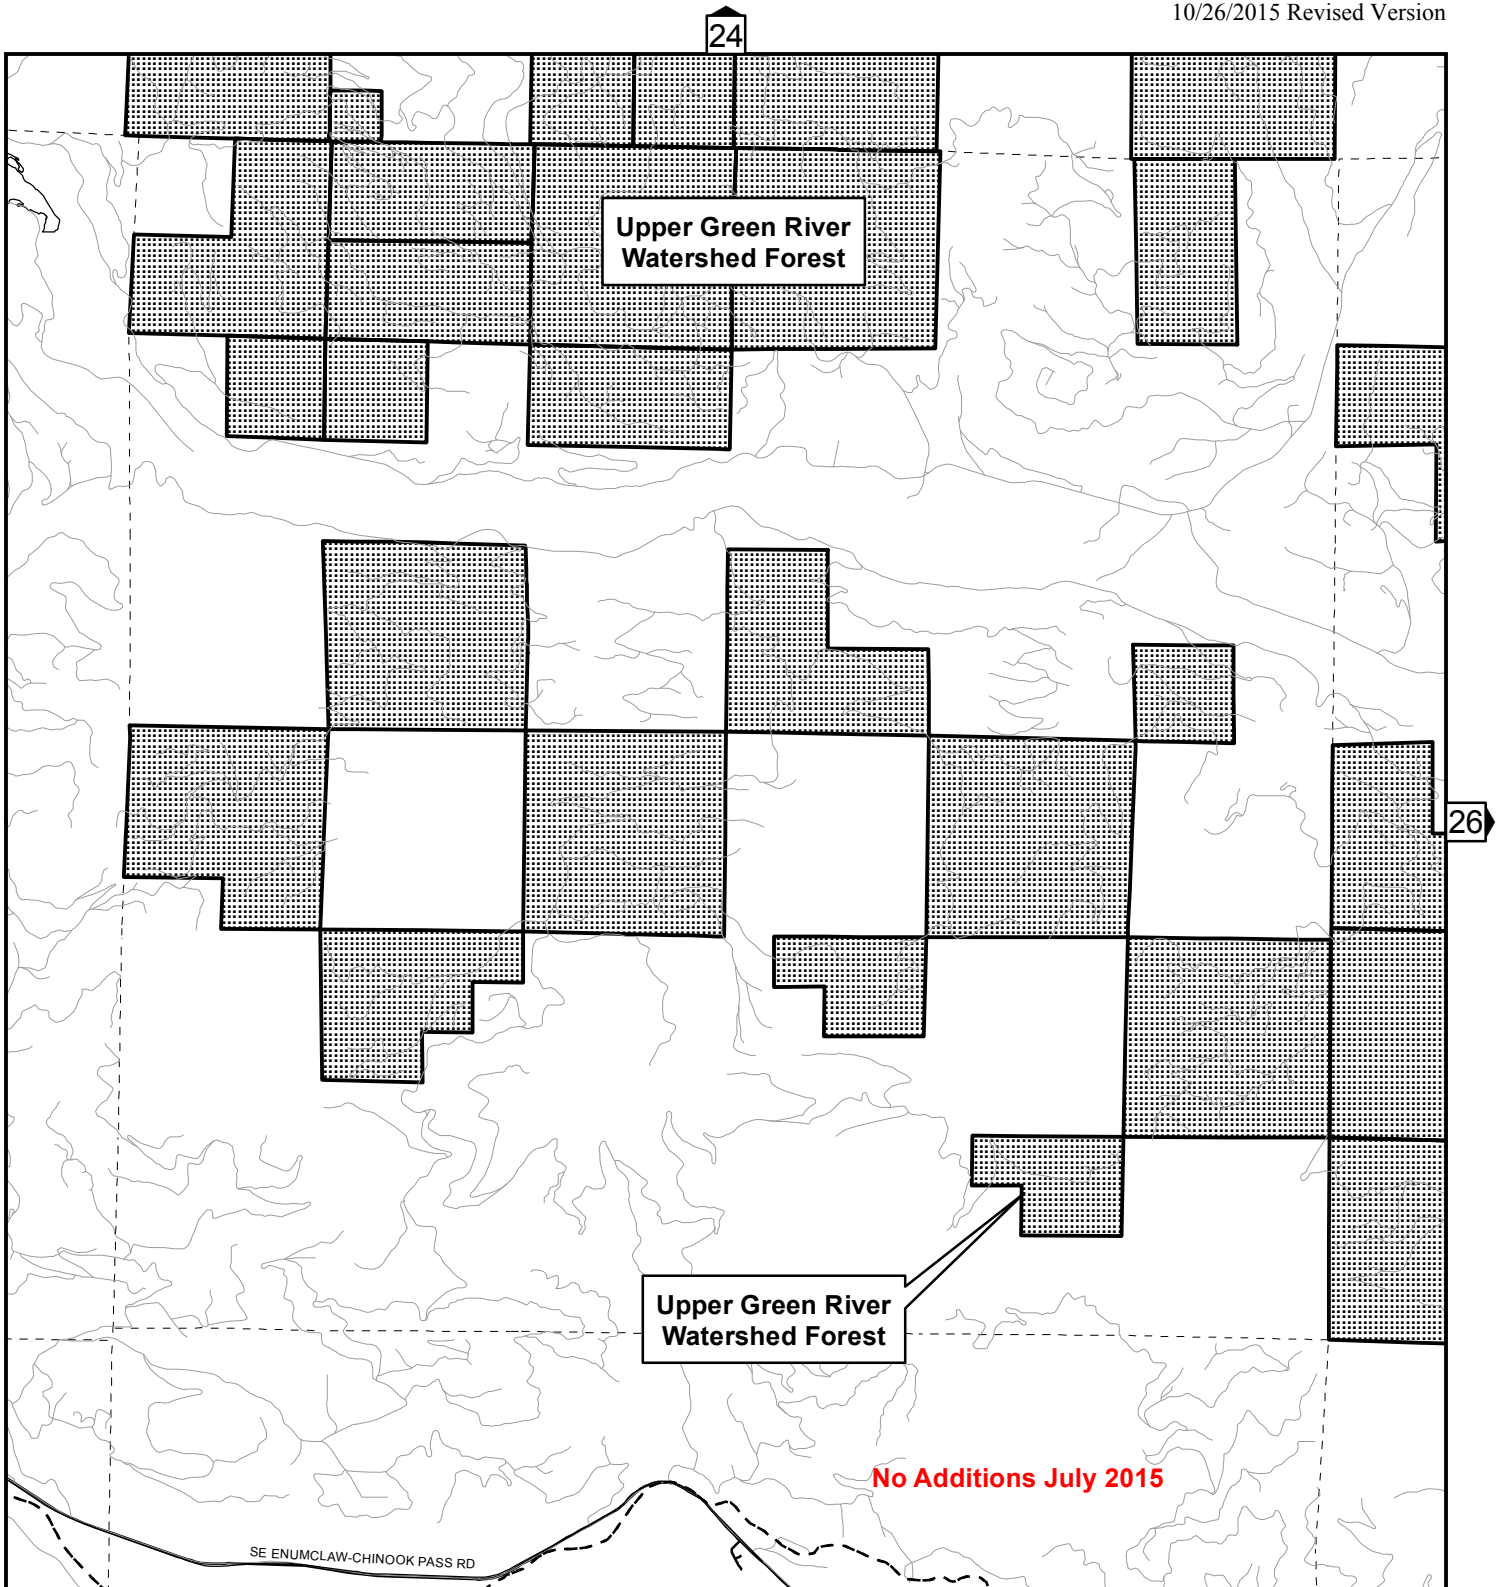 10/26/2015 Revised Version
24
Upper Green River
Watershed Forest
26
Upper Green River
Watershed Forest
No Additions July 2015
SE ENUMCLAW-CHINOOK PASS RD